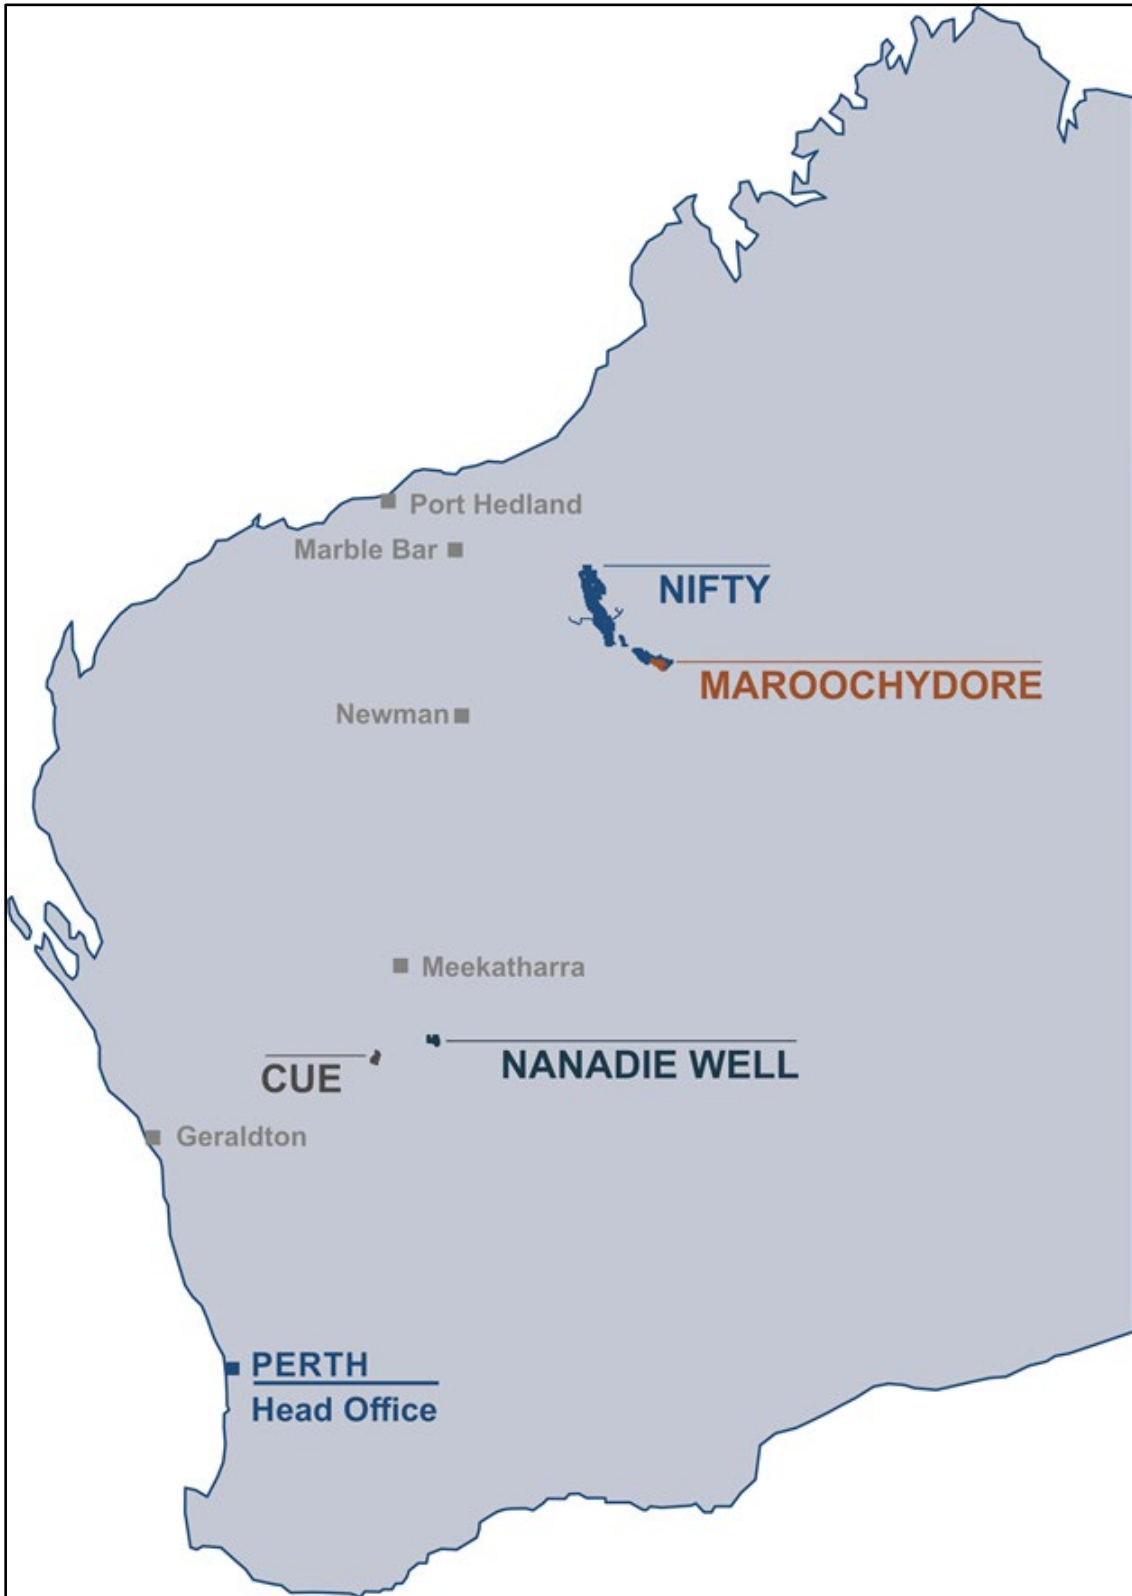 Port Hedland
Marble Bar
NIFTY
MAROOCHYDORE
Newman
Meekatharra
NANADIE WELL
CUE
Geraldton
PERTH
Head Office